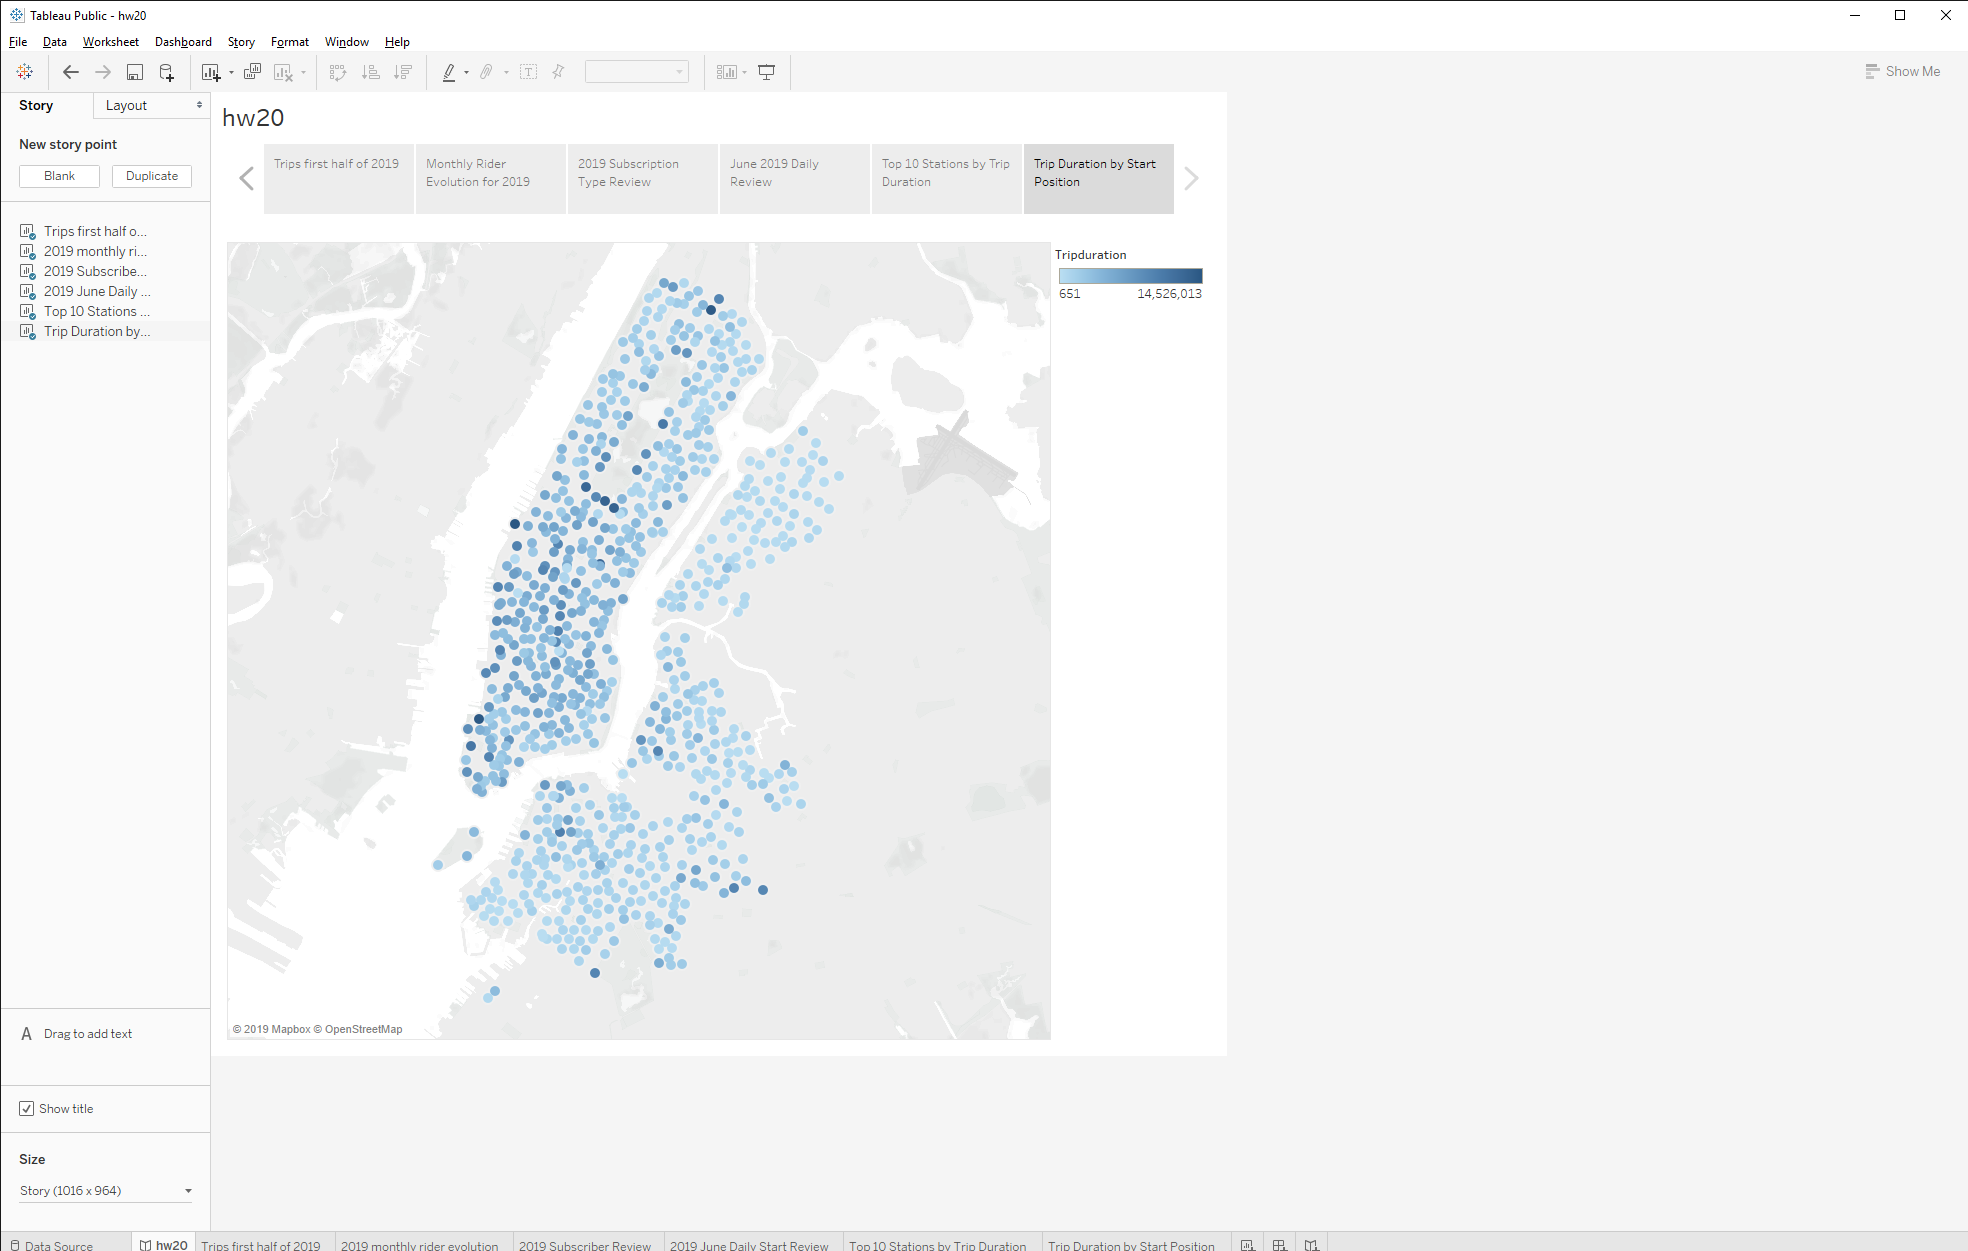 Tableau Public - hw20
File Data Worksheet Dashboard Story Format Window Help
Show Me
Story Layout
New story point
Blank Duplicate
Trips first half o...
2019 monthly ri...
2019 Subscribe...
2019 June Daily ...
Top 10 Stations ...
Trip Duration by...
A Drag to add text
Show title
Size
Story (1016 x 964)
hw20
Trips first half of 2019
Monthly Rider
Evolution for 2019
2019 Subscription
Type Review
June 2019 Daily
Review
Top 10 Stations by Trip
Duration
Trip Duration by Start
Position
Tripduration
651 14,526,013
© 2019 Mapbox © OpenStreetMap
Data Source hw20 Trips first half of 2019 2019 monthly rider evolution 2019 Subscriber Review 2019 June Daily Start Review Top 10 Stations by Trip Duration Trip Duration by Start Position